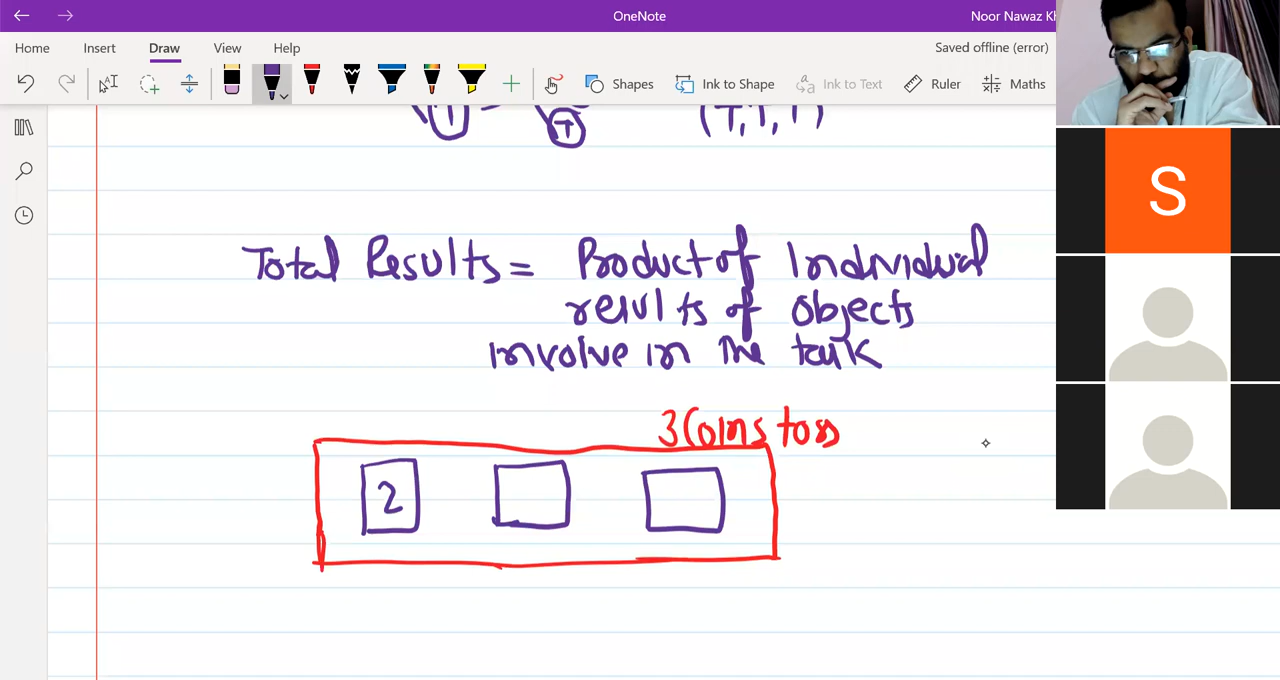 OneNote
Noor Nawaz Kh
Home Insert Draw View Help
Saved offline (error)
Shapes Ink to Shape Ink to Text Ruler Maths
(T, T, T)
Total Results = Product of Individual
results of objects
involve in the task
3 Coins toss
2
S